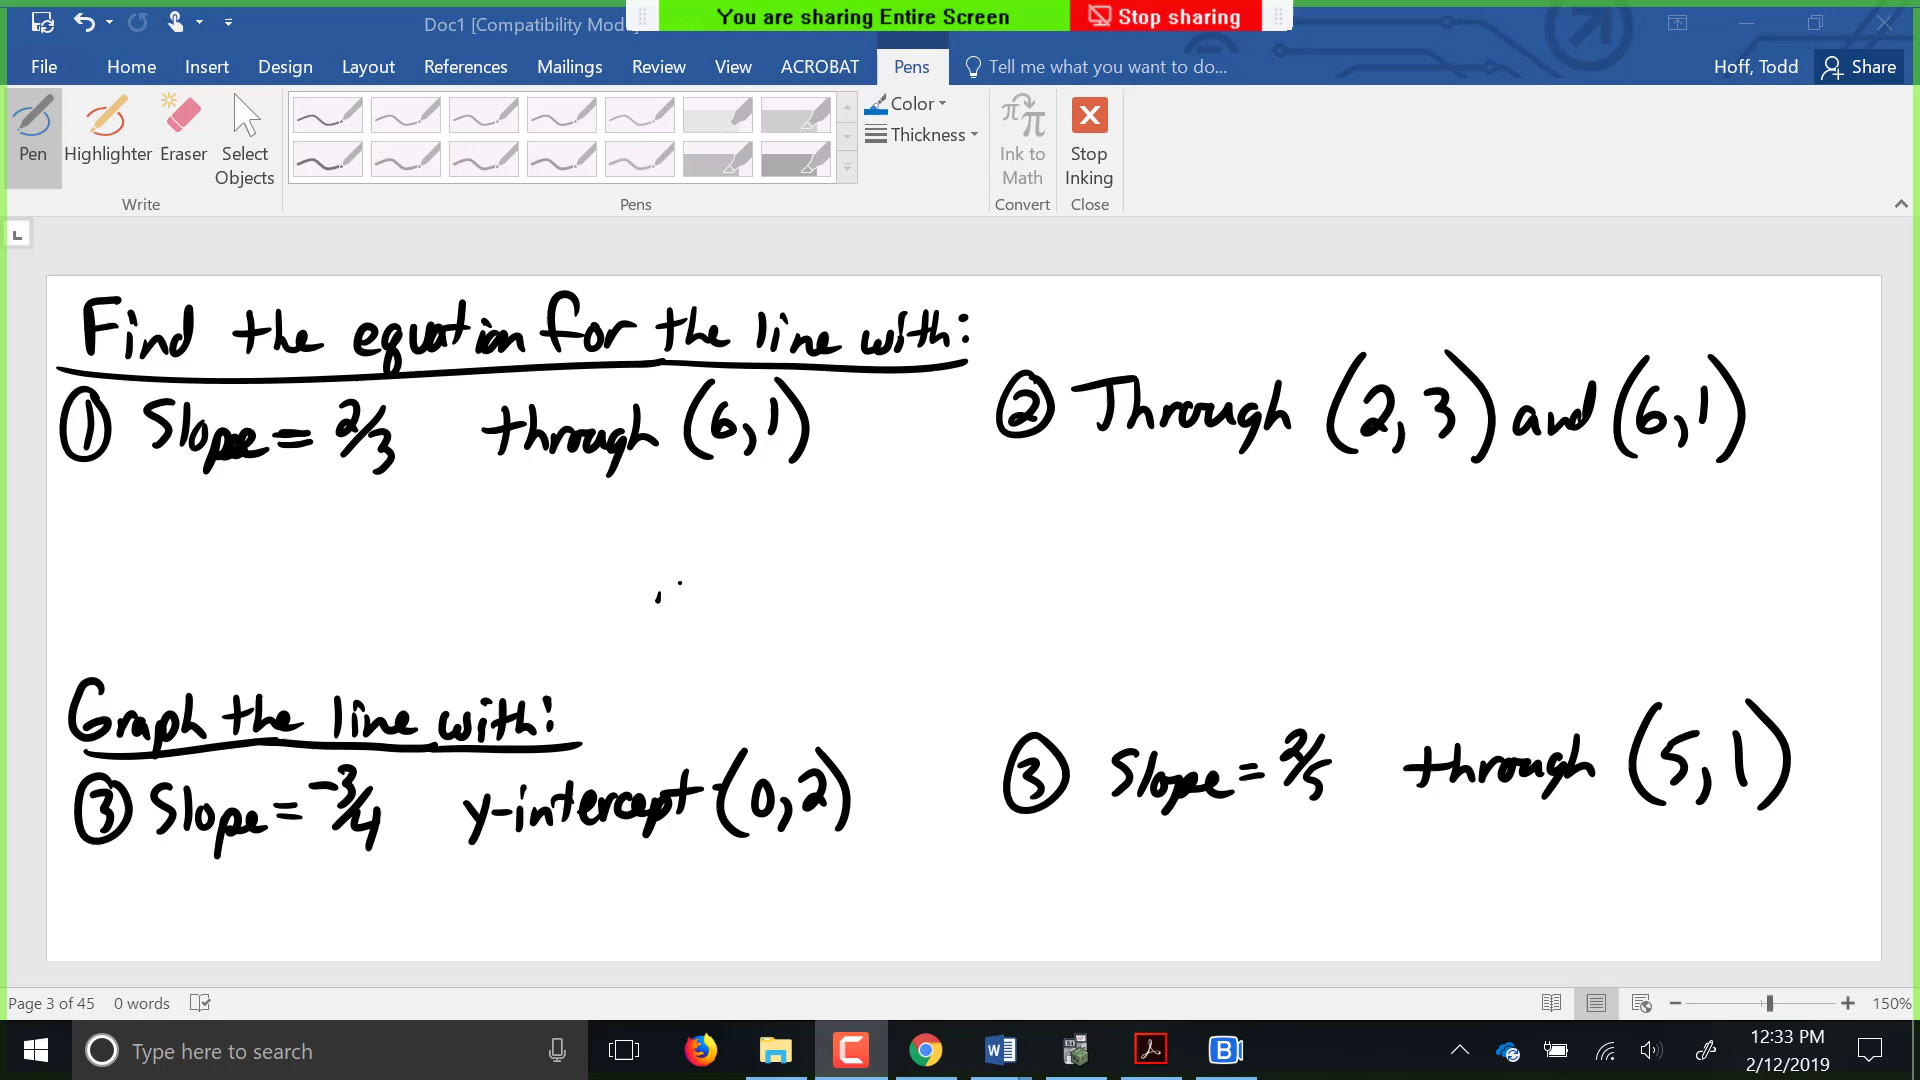 You are sharing Entire Screen
Stop sharing
Doc1 [Compatibility Mod
File Home Insert Design Layout References Mailings Review View ACROBAT Pens Tell me what you want to do... Hoff, Todd Share
Pen Highlighter Eraser Select Objects
Color
Thickness
Ink to Math
Stop Inking
Write Pens Convert Close
Find the equation for the line with:
① Slope = 2/3 through (6,1)
② Through (2,3) and (6,1)
Graph the line with:
③ Slope = -3/4 y-intercept (0,2)
③ Slope = 2/5 through (5,1)
Page 3 of 45 0 words 150%
Type here to search
12:33 PM
2/12/2019